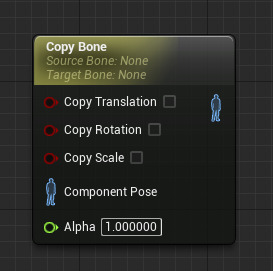 Copy Bone
Source Bone: None
Target Bone: None
Copy Translation
Copy Rotation
Copy Scale
Component Pose
Alpha 1.000000